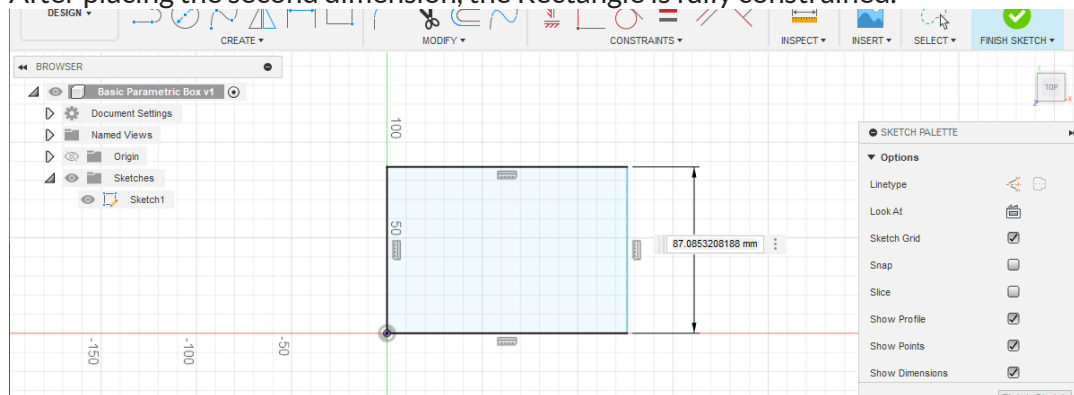 After placing the second dimension, the Rectangle is fully constrained.
DESIGN ▾
CREATE ▾ MODIFY ▾ CONSTRAINTS ▾ INSPECT ▾ INSERT ▾ SELECT ▾ FINISH SKETCH ▾
BROWSER
Basic Parametric Box v1
Document Settings
Named Views
Origin
Sketches
Sketch1
100
50
87.0853208188 mm
-150
-100
-50
TOP
X
Z
SKETCH PALETTE
Options
Linetype
Look At
Sketch Grid
Snap
Slice
Show Profile
Show Points
Show Dimensions